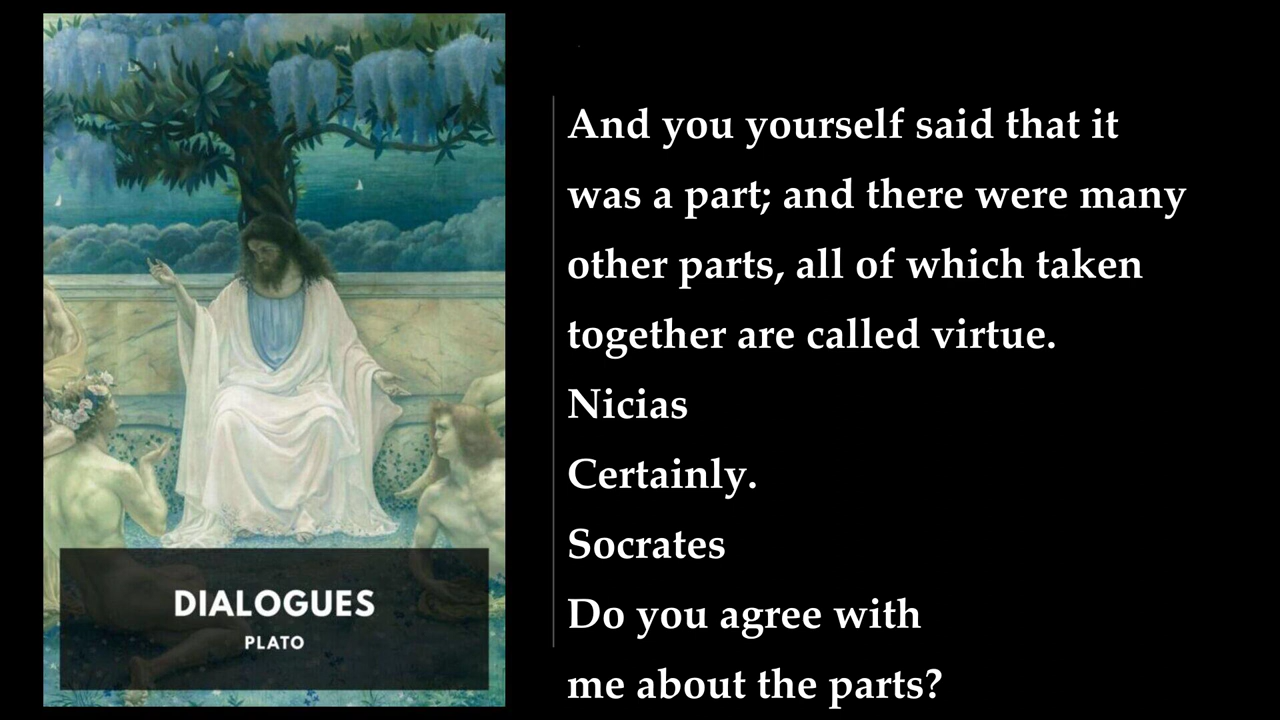 DIALOGUES
PLATO
And you yourself said that it
was a part; and there were many
other parts, all of which taken
together are called virtue.
Nicias
Certainly.
Socrates
Do you agree with
me about the parts?